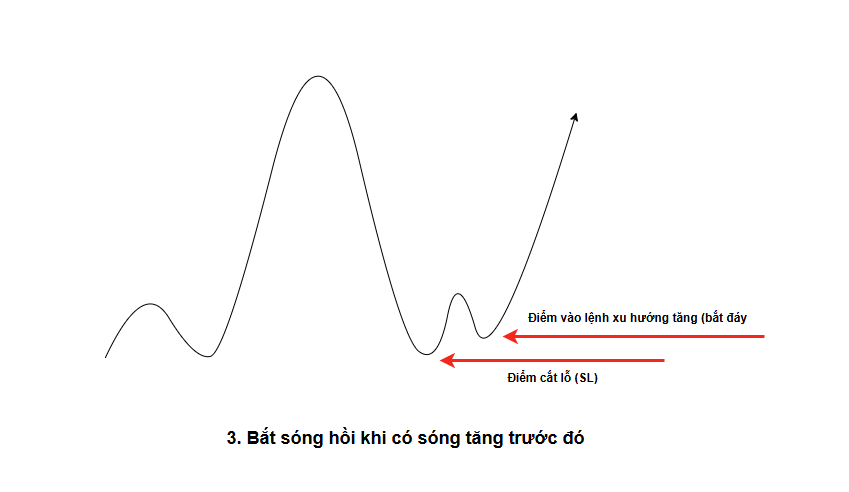 Điểm vào lệnh xu hướng tăng (bắt đáy
Điểm cắt lỗ (SL)
3. Bắt sóng hồi khi có sóng tăng trước đó